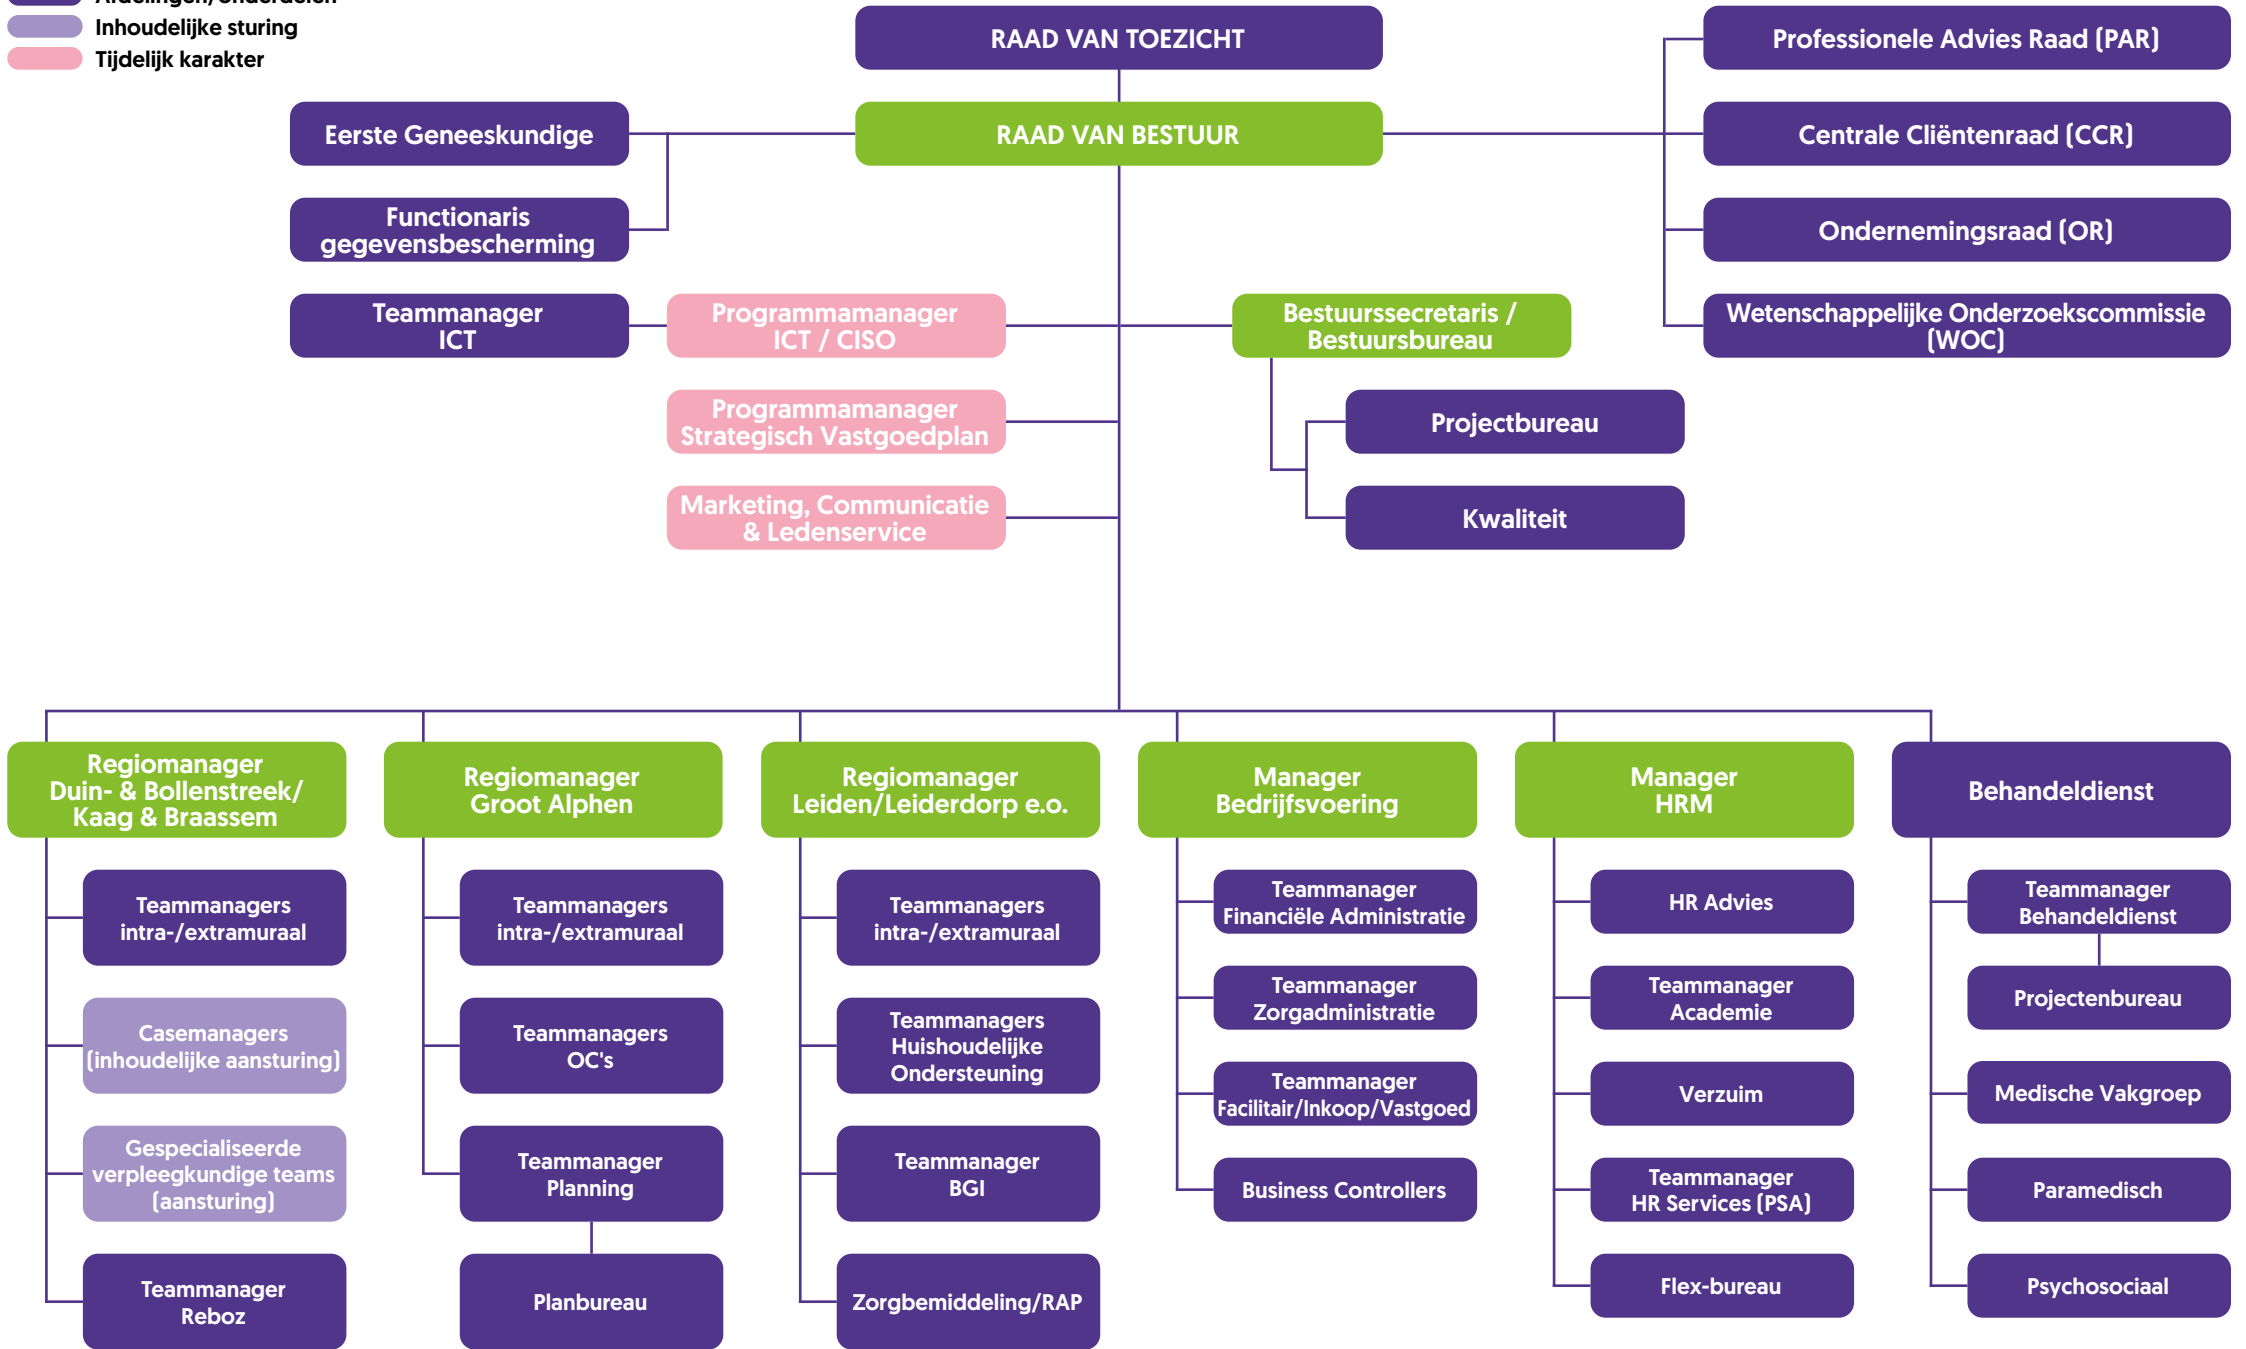 Afdelingen/onderdelen
Inhoudelijke sturing
Tijdelijk karakter
RAAD VAN TOEZICHT
RAAD VAN BESTUUR
Eerste Geneeskundige
Functionaris
gegevensbescherming
Professionele Advies Raad (PAR)
Centrale Cliëntenraad (CCR)
Ondernemingsraad (OR)
Wetenschappelijke Onderzoekscommissie
(WOC)
Teammanager
ICT
Programmamanager
ICT / CISO
Programmamanager
Strategisch Vastgoedplan
Marketing, Communicatie
& Ledenservice
Bestuurssecretaris /
Bestuursbureau
Projectbureau
Kwaliteit
Regiomanager
Duin- & Bollenstreek/
Kaag & Braassem
Teammanagers
intra-/extramuraal
Casemanagers
(inhoudelijke aansturing)
Gespecialiseerde
verpleegkundige teams
(aansturing)
Teammanager
Reboz
Regiomanager
Groot Alphen
Teammanagers
intra-/extramuraal
Teammanagers
OC's
Teammanager
Planning
Planbureau
Regiomanager
Leiden/Leiderdorp e.o.
Teammanagers
intra-/extramuraal
Teammanagers
Huishoudelijke
Ondersteuning
Teammanager
BGI
Zorgbemiddeling/RAP
Manager
Bedrijfsvoering
Teammanager
Financiële Administratie
Teammanager
Zorgadministratie
Teammanager
Facilitair/Inkoop/Vastgoed
Business Controllers
Manager
HRM
HR Advies
Teammanager
Academie
Verzuim
Teammanager
HR Services (PSA)
Flex-bureau
Behandeldienst
Teammanager
Behandeldienst
Projectenbureau
Medische Vakgroep
Paramedisch
Psychosociaal